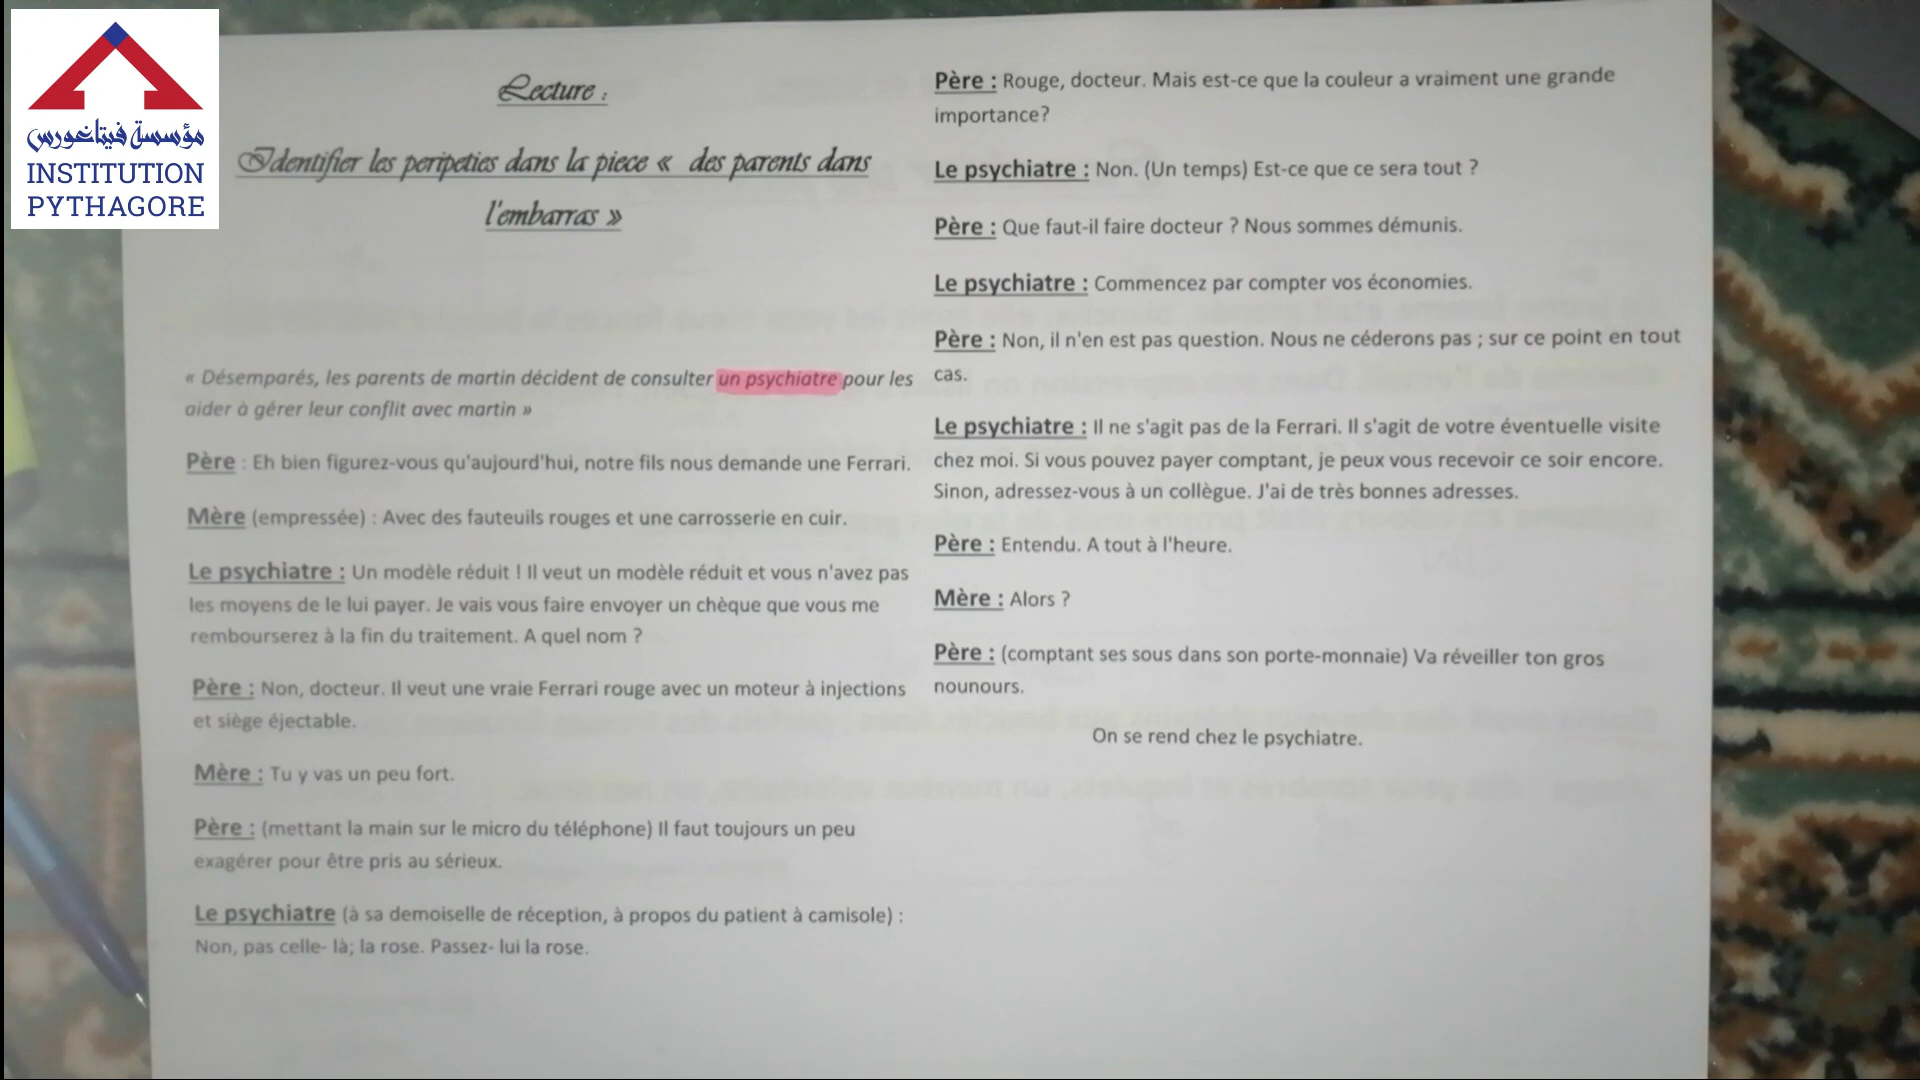 مؤسسة فيتاغورس
INSTITUTION
PYTHAGORE
Lecture :
Identifier les peripeties dans la piece « des parents dans
l'embarras »
« Désemparés, les parents de martin décident de consulter un psychiatre pour les
aider à gérer leur conflit avec martin »
Père : Eh bien figurez-vous qu'aujourd'hui, notre fils nous demande une Ferrari.
Mère (empressée) : Avec des fauteuils rouges et une carrosserie en cuir.
Le psychiatre : Un modèle réduit ! Il veut un modèle réduit et vous n'avez pas
les moyens de le lui payer. Je vais vous faire envoyer un chèque que vous me
rembourserez à la fin du traitement. A quel nom ?
Père : Non, docteur. Il veut une vraie Ferrari rouge avec un moteur à injections
et siège éjectable.
Mère : Tu y vas un peu fort.
Père : (mettant la main sur le micro du téléphone) Il faut toujours un peu
exagérer pour être pris au sérieux.
Le psychiatre (à sa demoiselle de réception, à propos du patient à camisole) :
Non, pas celle- là; la rose. Passez- lui la rose.
Père : Rouge, docteur. Mais est-ce que la couleur a vraiment une grande
importance?
Le psychiatre : Non. (Un temps) Est-ce que ce sera tout ?
Père : Que faut-il faire docteur ? Nous sommes démunis.
Le psychiatre : Commencez par compter vos économies.
Père : Non, il n'en est pas question. Nous ne céderons pas ; sur ce point en tout
cas.
Le psychiatre : Il ne s'agit pas de la Ferrari. Il s'agit de votre éventuelle visite
chez moi. Si vous pouvez payer comptant, je peux vous recevoir ce soir encore.
Sinon, adressez-vous à un collègue. J'ai de très bonnes adresses.
Père : Entendu. A tout à l'heure.
Mère : Alors ?
Père : (comptant ses sous dans son porte-monnaie) Va réveiller ton gros
nounours.
On se rend chez le psychiatre.